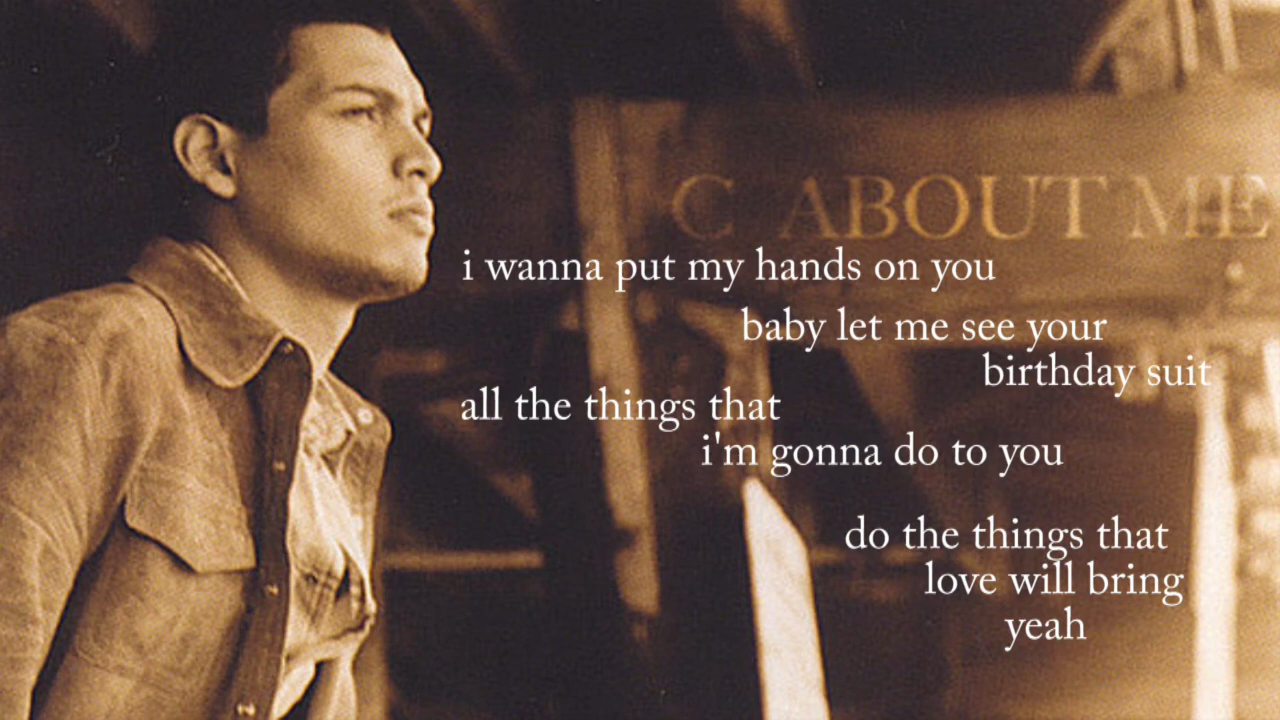 C ABOUT ME
i wanna put my hands on you
baby let me see your
birthday suit
all the things that
i'm gonna do to you
do the things that
love will bring
yeah